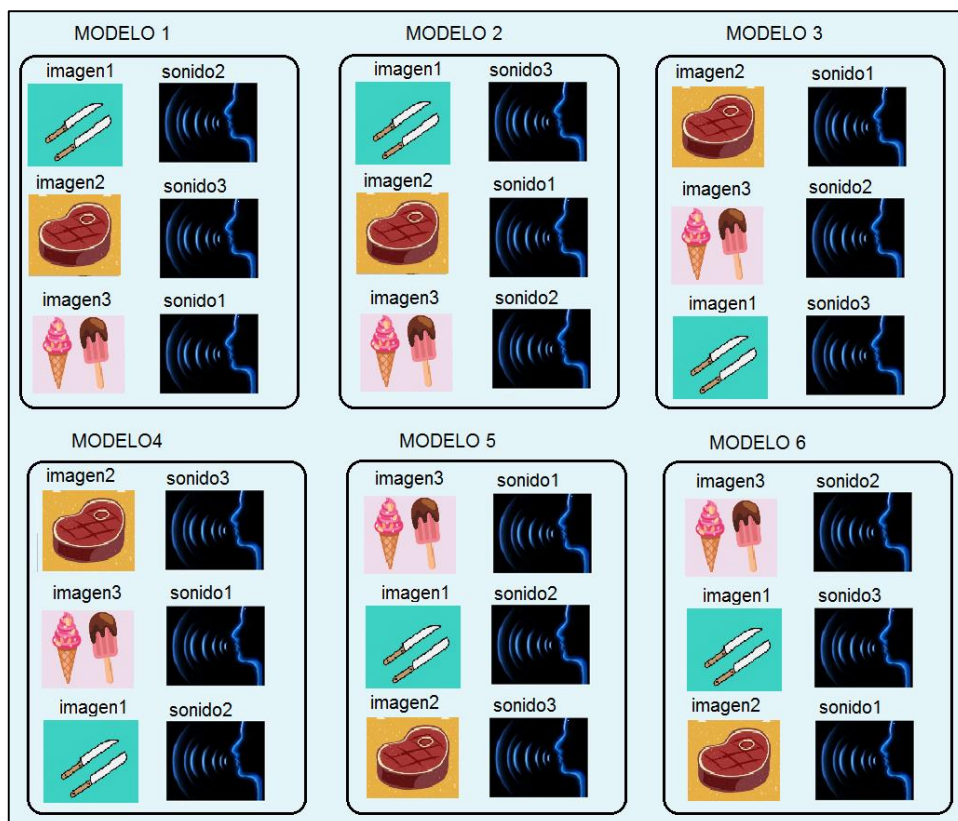 MODELO 1
imagen1 sonido2
imagen2 sonido3
imagen3 sonido1
MODELO 2
imagen1 sonido3
imagen2 sonido1
imagen3 sonido2
MODELO 3
imagen2 sonido1
imagen3 sonido2
imagen1 sonido3
MODELO4
imagen2 sonido3
imagen3 sonido1
imagen1 sonido2
MODELO 5
imagen3 sonido1
imagen1 sonido2
imagen2 sonido3
MODELO 6
imagen3 sonido2
imagen1 sonido3
imagen2 sonido1